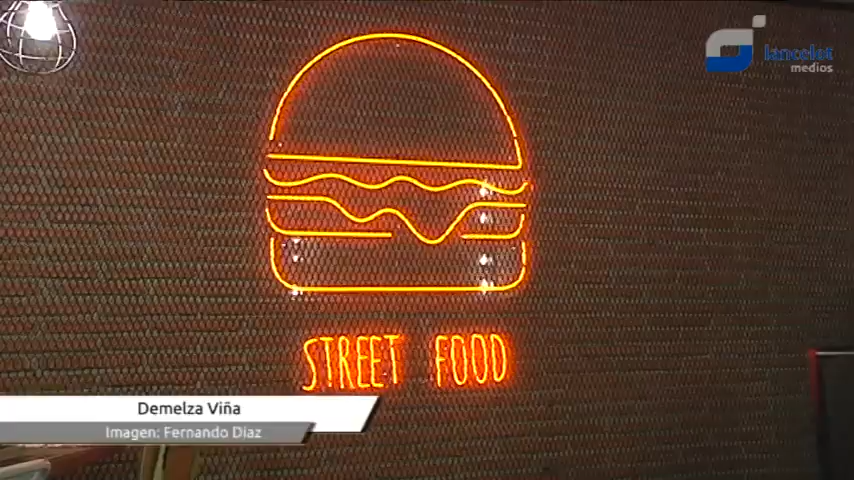 lancelot
medios
STREET FOOD
Demelza Viña
Imagen: Fernando Díaz